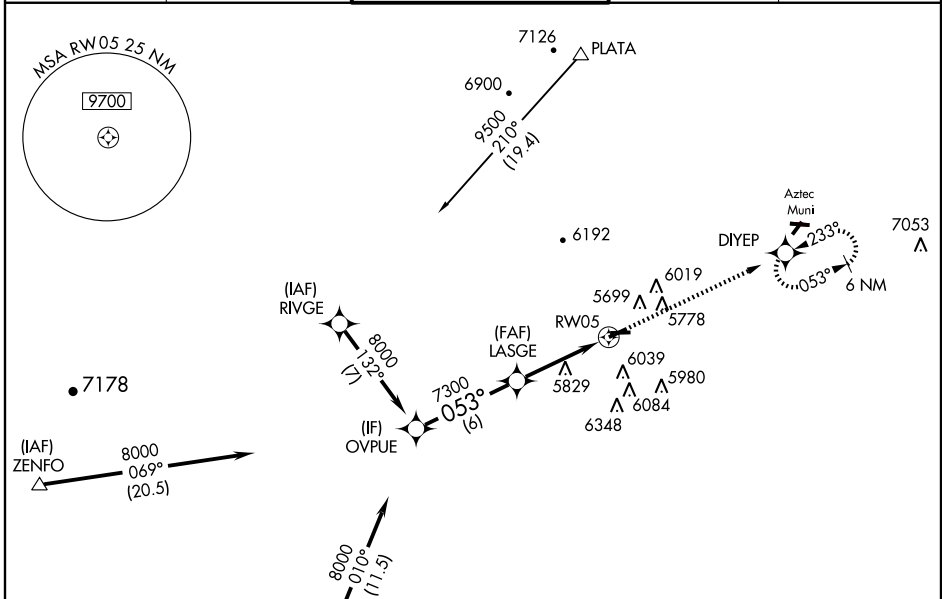 MSA RW05 25 NM
9700
7126
PLATA
6900
9500
210°
(19.4)
6192
Aztec
Muni
DIYEP
233°
053°
6 NM
7053
6019
5699
5778
RW05
(IAF)
RIVGE
8000
132°
(7)
(FAF)
LASGE
5829
6039
5980
6084
6348
7300
053°
(6)
(IF)
OVPUE
7178
(IAF)
ZENFO
8000
069°
(20.5)
8000
010°
(11.5)